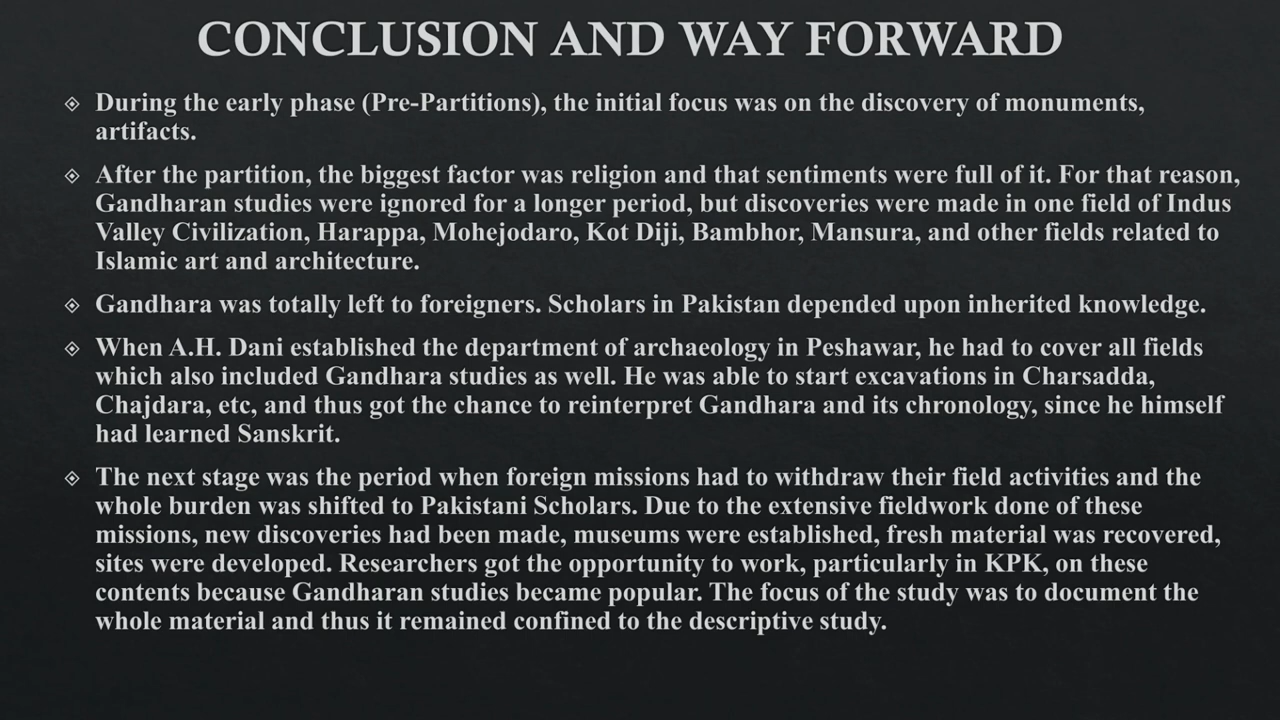 CONCLUSION AND WAY FORWARD
During the early phase (Pre-Partitions), the initial focus was on the discovery of monuments,
artifacts.
After the partition, the biggest factor was religion and that sentiments were full of it. For that reason,
Gandharan studies were ignored for a longer period, but discoveries were made in one field of Indus
Valley Civilization, Harappa, Mohejodaro, Kot Diji, Bambhor, Mansura, and other fields related to
Islamic art and architecture.
Gandhara was totally left to foreigners. Scholars in Pakistan depended upon inherited knowledge.
When A.H. Dani established the department of archaeology in Peshawar, he had to cover all fields
which also included Gandhara studies as well. He was able to start excavations in Charsadda,
Chajdara, etc, and thus got the chance to reinterpret Gandhara and its chronology, since he himself
had learned Sanskrit.
The next stage was the period when foreign missions had to withdraw their field activities and the
whole burden was shifted to Pakistani Scholars. Due to the extensive fieldwork done of these
missions, new discoveries had been made, museums were established, fresh material was recovered,
sites were developed. Researchers got the opportunity to work, particularly in KPK, on these
contents because Gandharan studies became popular. The focus of the study was to document the
whole material and thus it remained confined to the descriptive study.